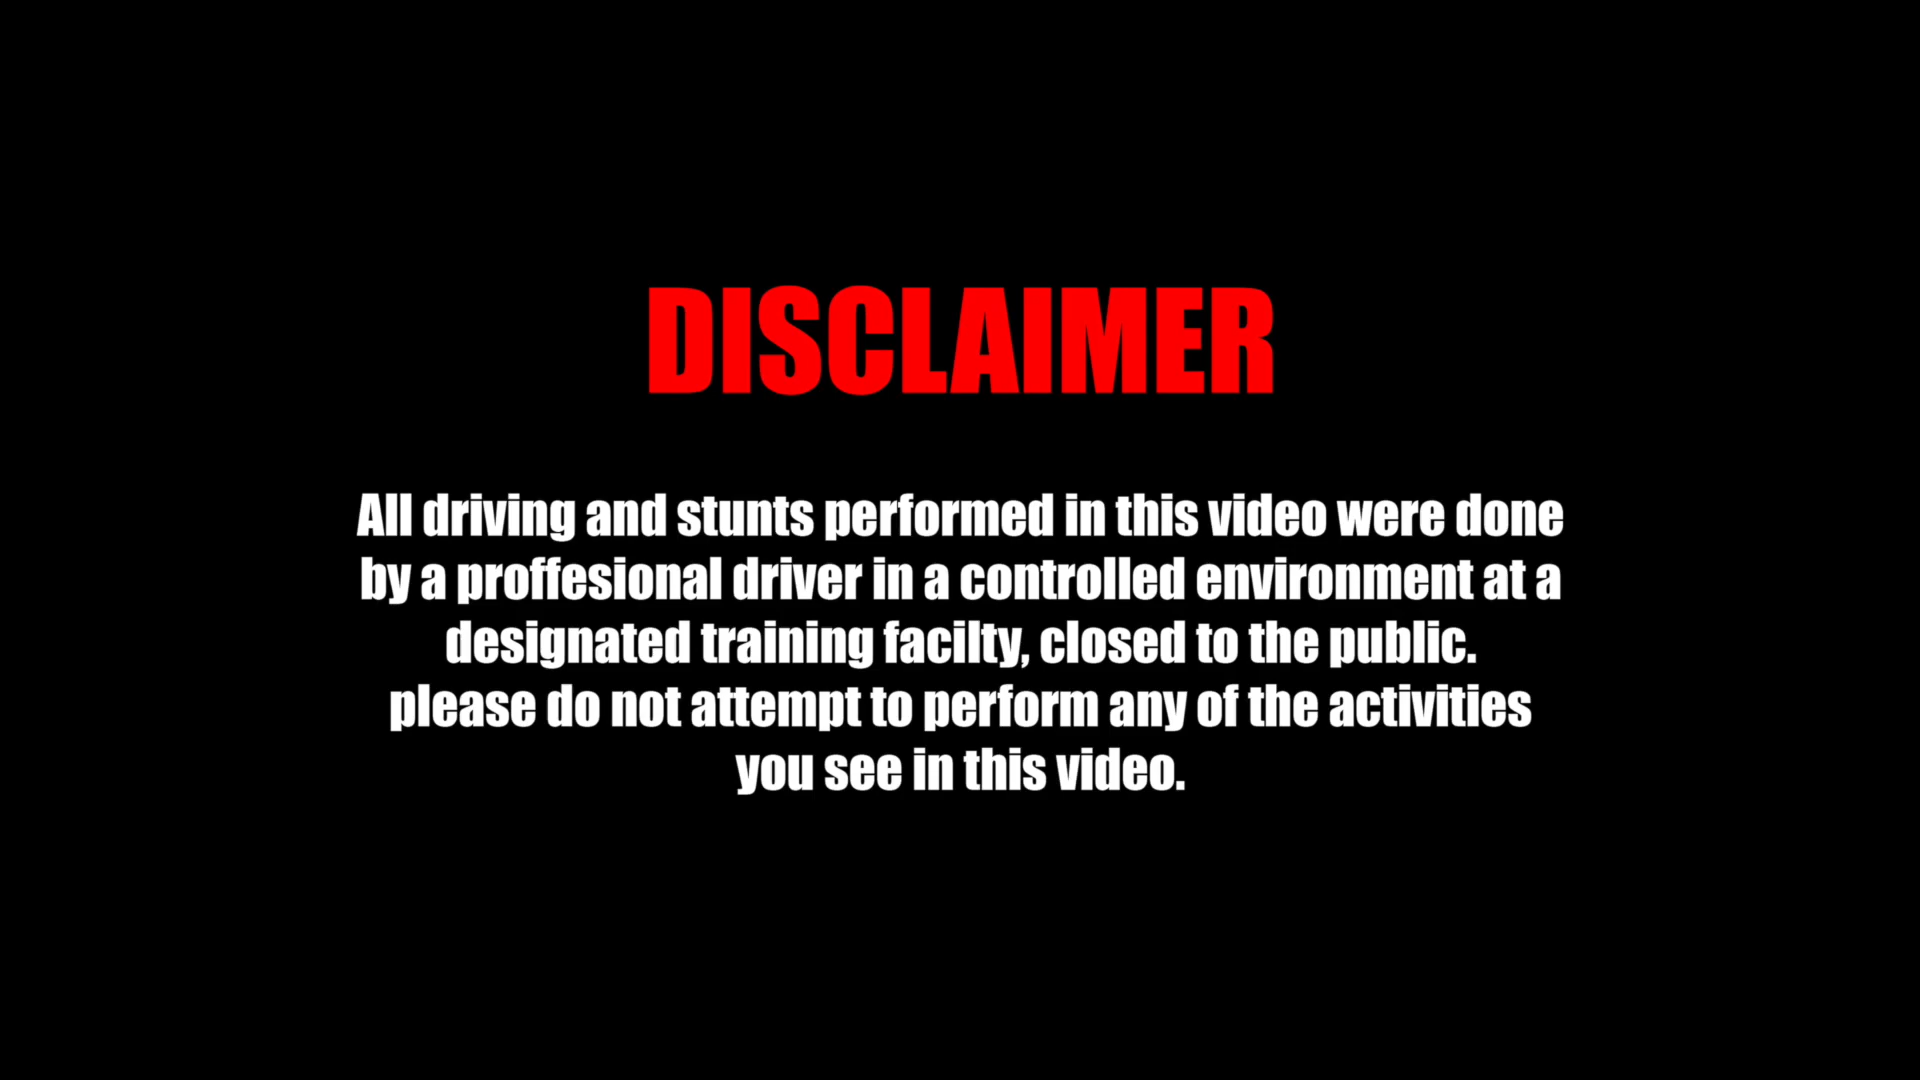 DISCLAIMER
All driving and stunts performed in this video were done
by a proffesional driver in a controlled environment at a
designated training facilty, closed to the public.
please do not attempt to perform any of the activities
you see in this video.